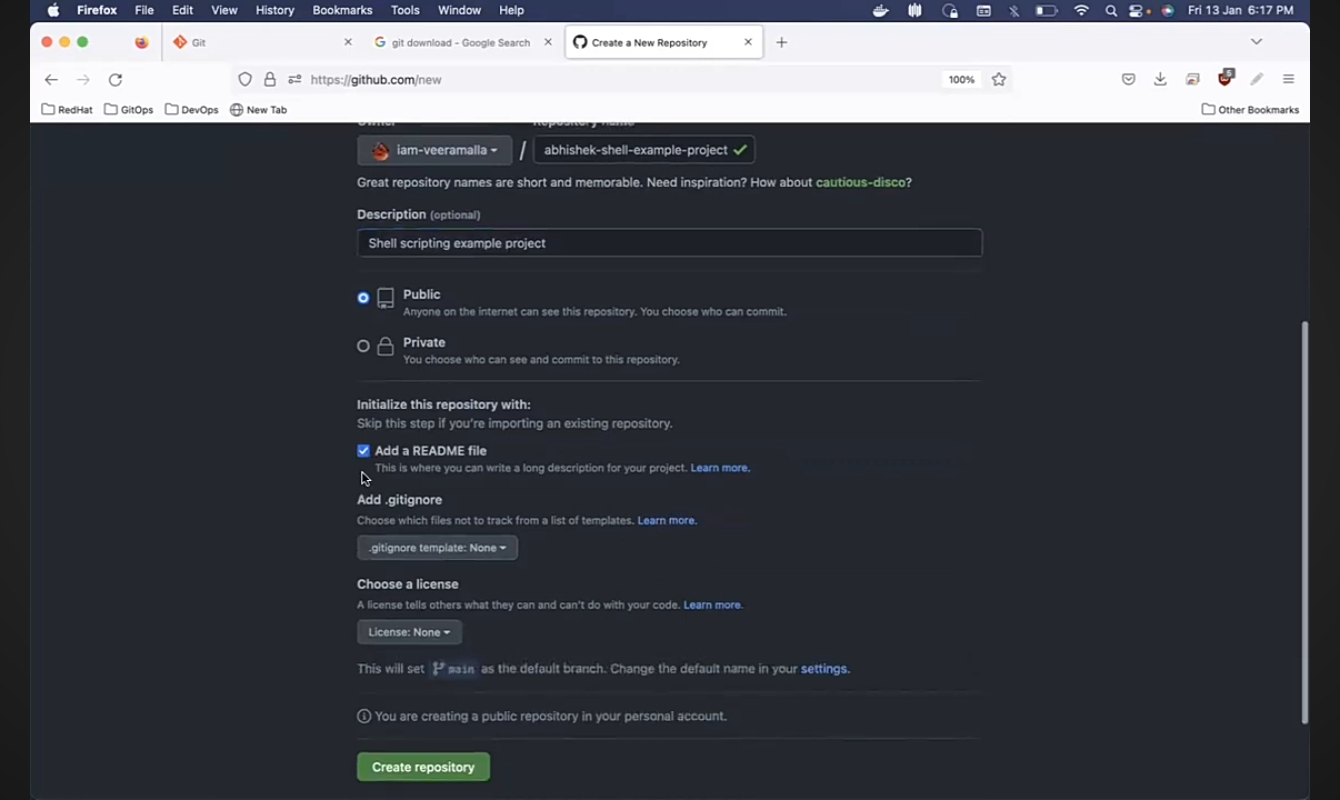 Firefox File Edit View History Bookmarks Tools Window Help Fri 13 Jan 6:17 PM
Git git download - Google Search Create a New Repository
https://github.com/new 100% 5
RedHat GitOps DevOps New Tab Other Bookmarks
Owner Repository name
iam-veeramalla / abhishek-shell-example-project
Great repository names are short and memorable. Need inspiration? How about cautious-disco?
Description (optional)
Shell scripting example project
Public
Anyone on the internet can see this repository. You choose who can commit.
Private
You choose who can see and commit to this repository.
Initialize this repository with:
Skip this step if you're importing an existing repository.
Add a README file
This is where you can write a long description for your project. Learn more.
Add .gitignore
Choose which files not to track from a list of templates. Learn more.
.gitignore template: None
Choose a license
A license tells others what they can and can't do with your code. Learn more.
License: None
This will set main as the default branch. Change the default name in your settings.
You are creating a public repository in your personal account.
Create repository